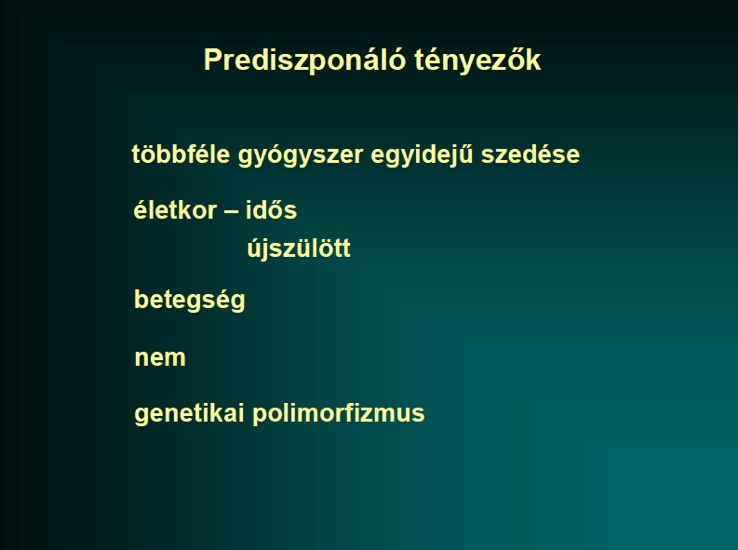 Prediszponáló tényezők
többféle gyógyszer egyidejű szedése
életkor – idős
újszülött
betegség
nem
genetikai polimorfizmus